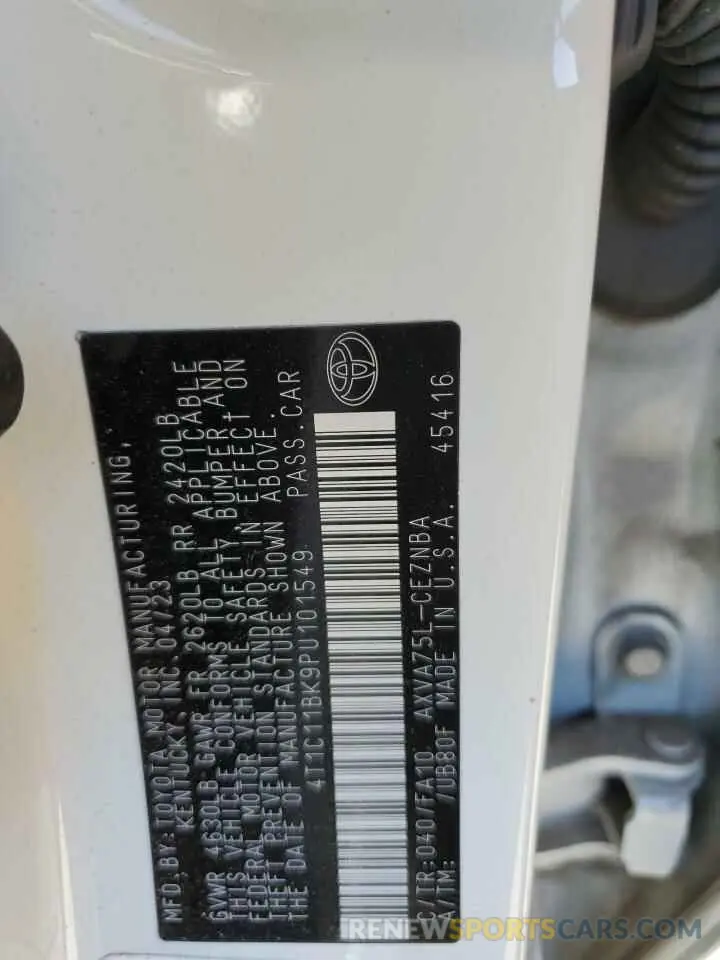 MFD.BY: TOYOTA MOTOR MANUFACTURING,
KENTUCKY, INC. 04/23
GVWR 4630LB GAWR FR 2620LB RR 2420LB
THIS VEHICLE CONFORMS TO ALL APPLICABLE
FEDERAL MOTOR VEHICLE SAFETY, BUMPER AND
THEFT PREVENTION STANDARDS IN EFFECT ON
THE DATE OF MANUFACTURE SHOWN ABOVE.
4T1C11BK9PU101549 PASS.CAR
C/TR:040/FA10 AXVA75L-CEZNBA 45416
A/TM: /UB80F MADE IN U.S.A.
RENEWSPORTSCARS.COM